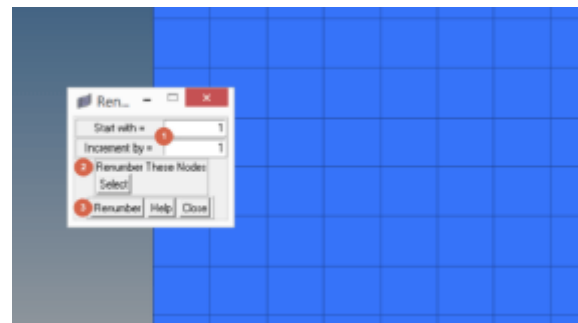 Ren...
Start with = 1
1
Increment by = 1
2 Renumber These Nodes
Select
3 Renumber Help Close